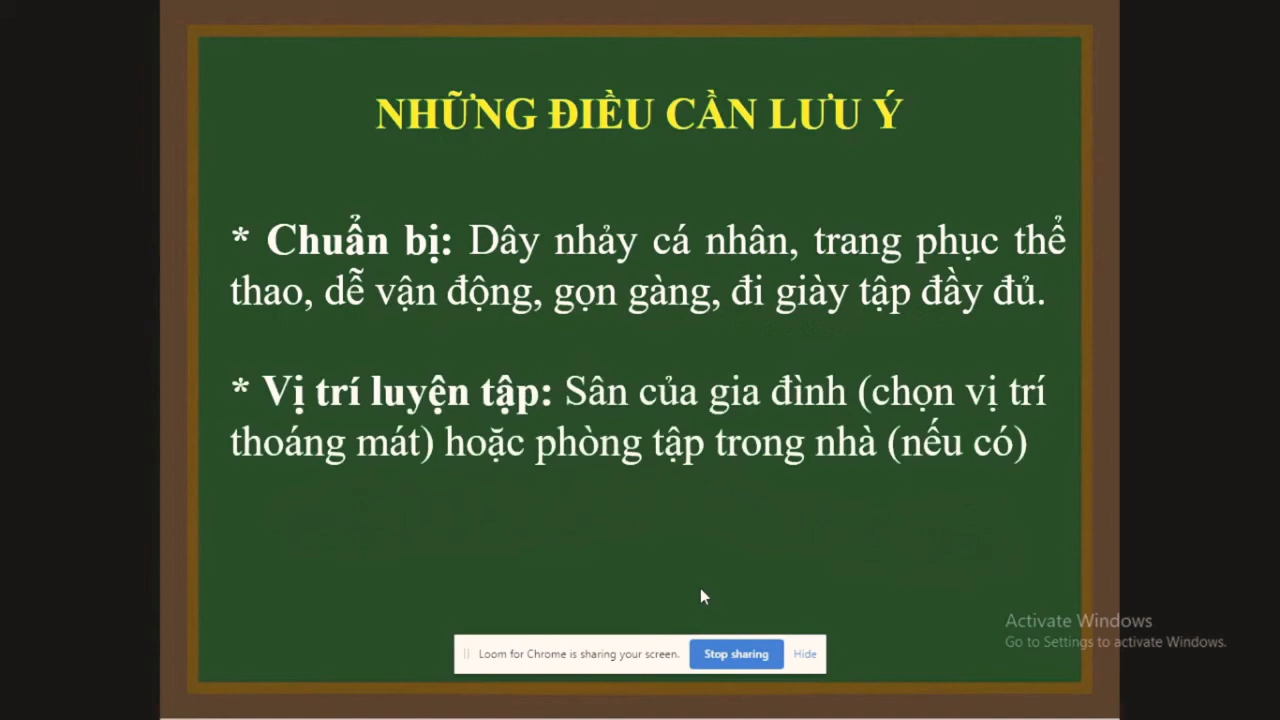 NHỮNG ĐIỀU CẦN LƯU Ý
* Chuẩn bị: Dây nhảy cá nhân, trang phục thể
thao, dễ vận động, gọn gàng, đi giày tập đầy đủ.
* Vị trí luyện tập: Sân của gia đình (chọn vị trí
thoáng mát) hoặc phòng tập trong nhà (nếu có)
Activate Windows
Go to Settings to activate Windows.
Loom for Chrome is sharing your screen. Stop sharing Hide